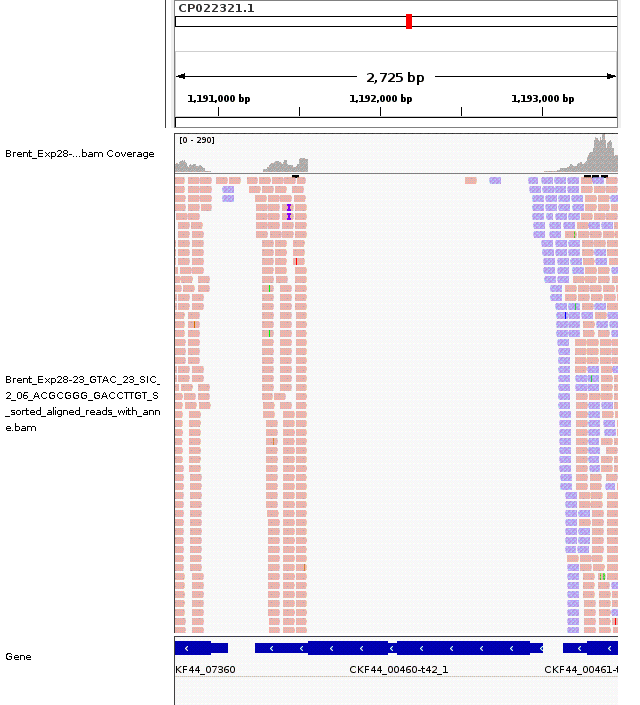 CP022321.1
2,725 bp
1,191,000 bp 1,192,000 bp 1,193,000 bp
[0 - 290]
Brent_Exp28-...bam Coverage
Brent_Exp28-23_GTAC_23_SIC_
2_06_ACGCGGG_GACCTTGT_S
_sorted_aligned_reads_with_ann
e.bam
Gene
KF44_07360 CKF44_00460-t42_1 CKF44_00461-t